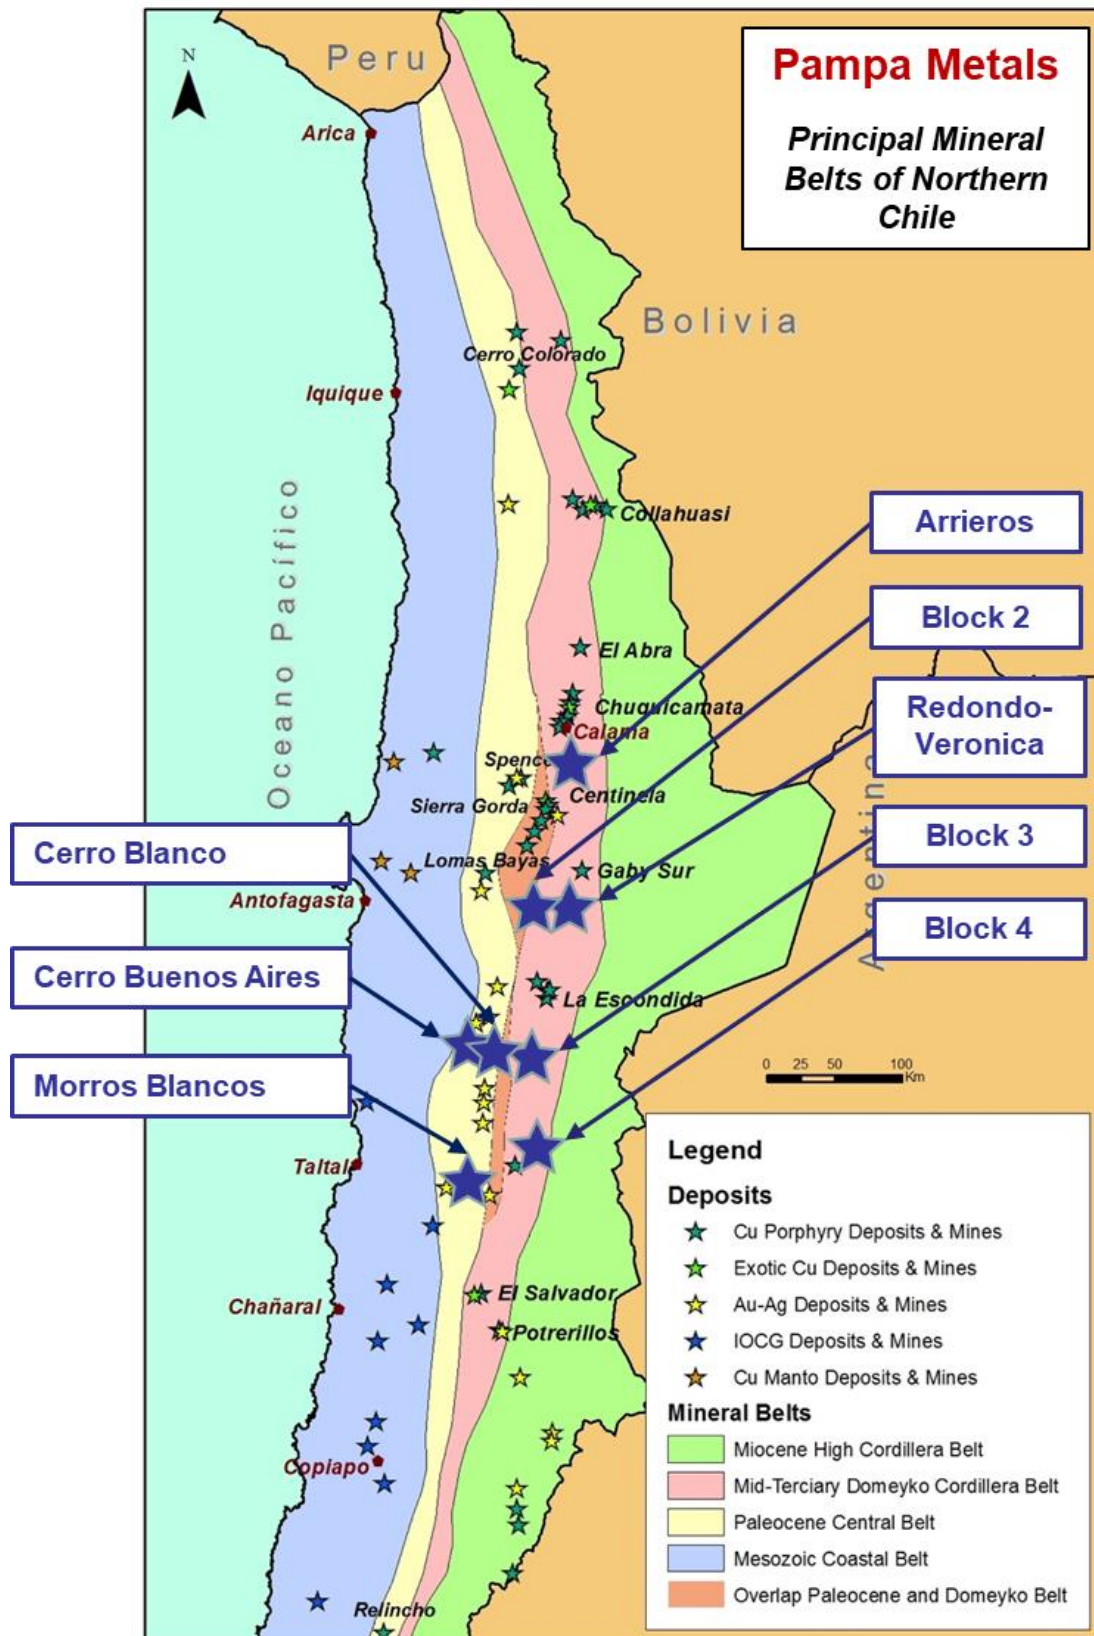 Pampa Metals
Principal Mineral
Belts of Northern
Chile
N
Peru
Arica
Bolivia
Cerro Colorado
Iquique
Oceano Pacífico
Collahuasi
Arrieros
Block 2
El Abra
Redondo-
Veronica
Chuquicamata
Calama
Spence
Centinela
Sierra Gorda
Block 3
Cerro Blanco
Lomas Bayas
Gaby Sur
Antofagasta
Argentina
Block 4
Cerro Buenos Aires
La Escondida
Morros Blancos
0 25 50 100
Km
Taltal
El Salvador
Chañaral
Potrerillos
Copiapo
Relincho
Legend
Deposits
Cu Porphyry Deposits & Mines
Exotic Cu Deposits & Mines
Au-Ag Deposits & Mines
IOCG Deposits & Mines
Cu Manto Deposits & Mines
Mineral Belts
Miocene High Cordillera Belt
Mid-Terciary Domeyko Cordillera Belt
Paleocene Central Belt
Mesozoic Coastal Belt
Overlap Paleocene and Domeyko Belt